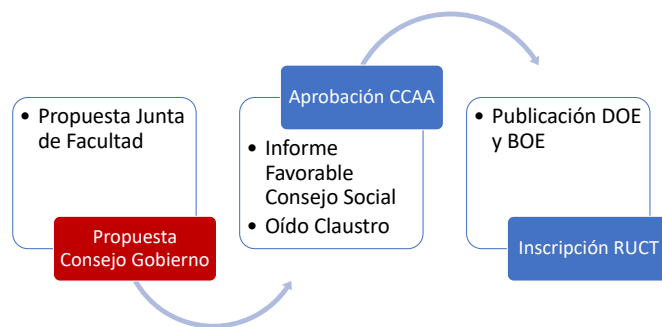 • Propuesta Junta
de Facultad
Propuesta
Consejo Gobierno
Aprobación CCAA
• Informe
Favorable
Consejo Social
• Oído Claustro
• Publicación DOE
y BOE
Inscripción RUCT